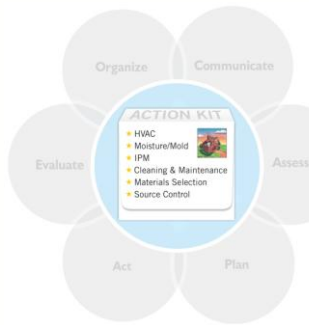 Organize
Communicate
ACTION KIT
HVAC
Moisture/Mold
IPM
Evaluate
Cleaning & Maintenance
Assess
Materials Selection
Source Control
Act
Plan